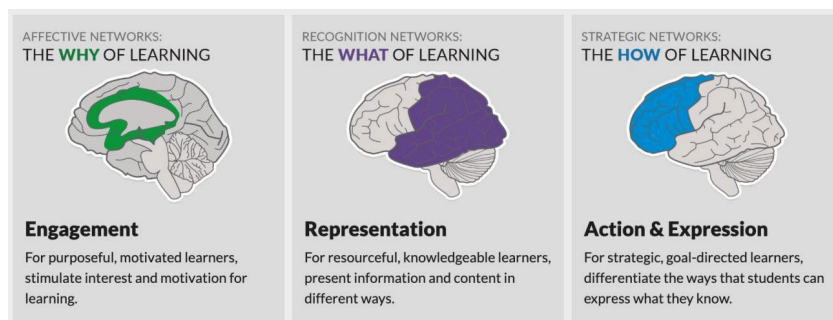 AFFECTIVE NETWORKS:
THE WHY OF LEARNING
Engagement
For purposeful, motivated learners,
stimulate interest and motivation for
learning.
RECOGNITION NETWORKS:
THE WHAT OF LEARNING
Representation
For resourceful, knowledgeable learners,
present information and content in
different ways.
STRATEGIC NETWORKS:
THE HOW OF LEARNING
Action & Expression
For strategic, goal-directed learners,
differentiate the ways that students can
express what they know.